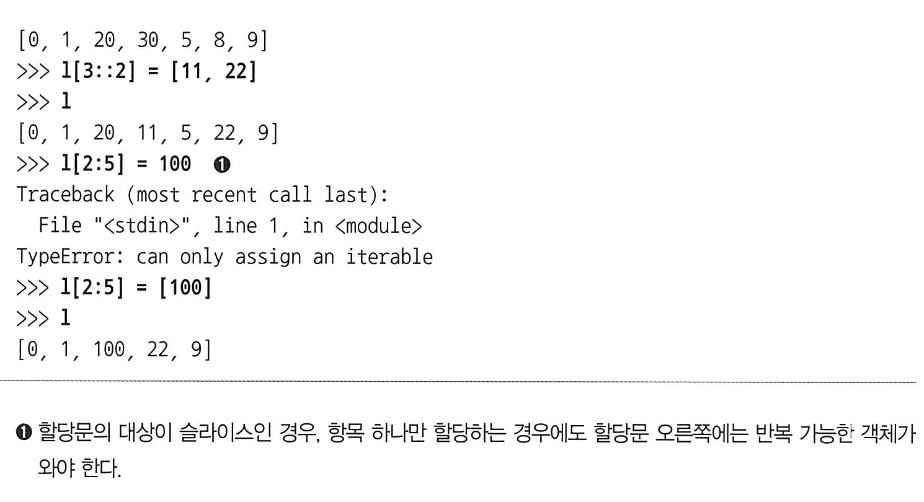 [0, 1, 20, 30, 5, 8, 9]
>>> l[3::2] = [11, 22]
>>> l
[0, 1, 20, 11, 5, 22, 9]
>>> l[2:5] = 100 ❶
Traceback (most recent call last):
  File "<stdin>", line 1, in <module>
TypeError: can only assign an iterable
>>> l[2:5] = [100]
>>> l
[0, 1, 100, 22, 9]
❶ 할당문의 대상이 슬라이스인 경우, 항목 하나만 할당하는 경우에도 할당문 오른쪽에는 반복 가능한 객체가
와야 한다.